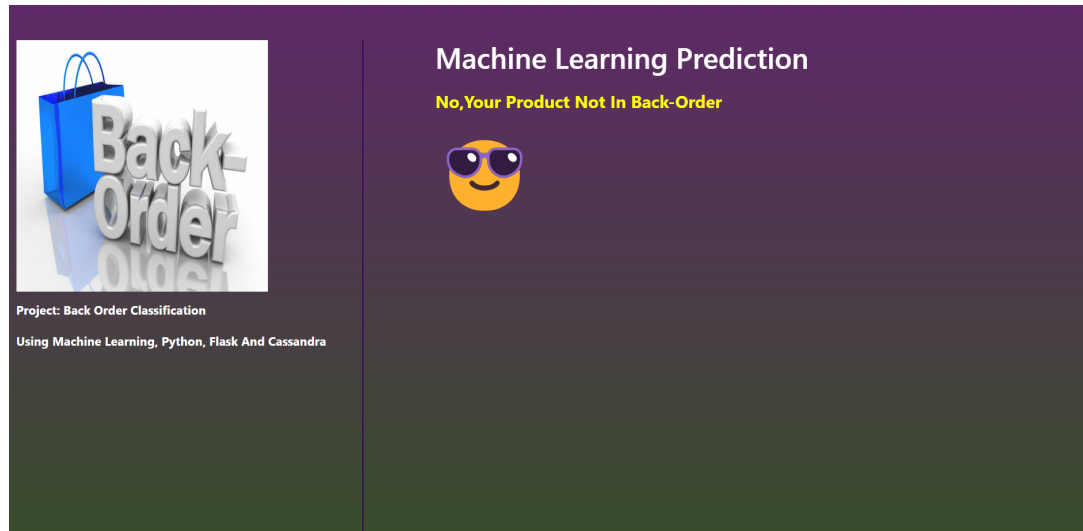 Back-
Order
Project: Back Order Classification
Using Machine Learning, Python, Flask And Cassandra
Machine Learning Prediction
No,Your Product Not In Back-Order